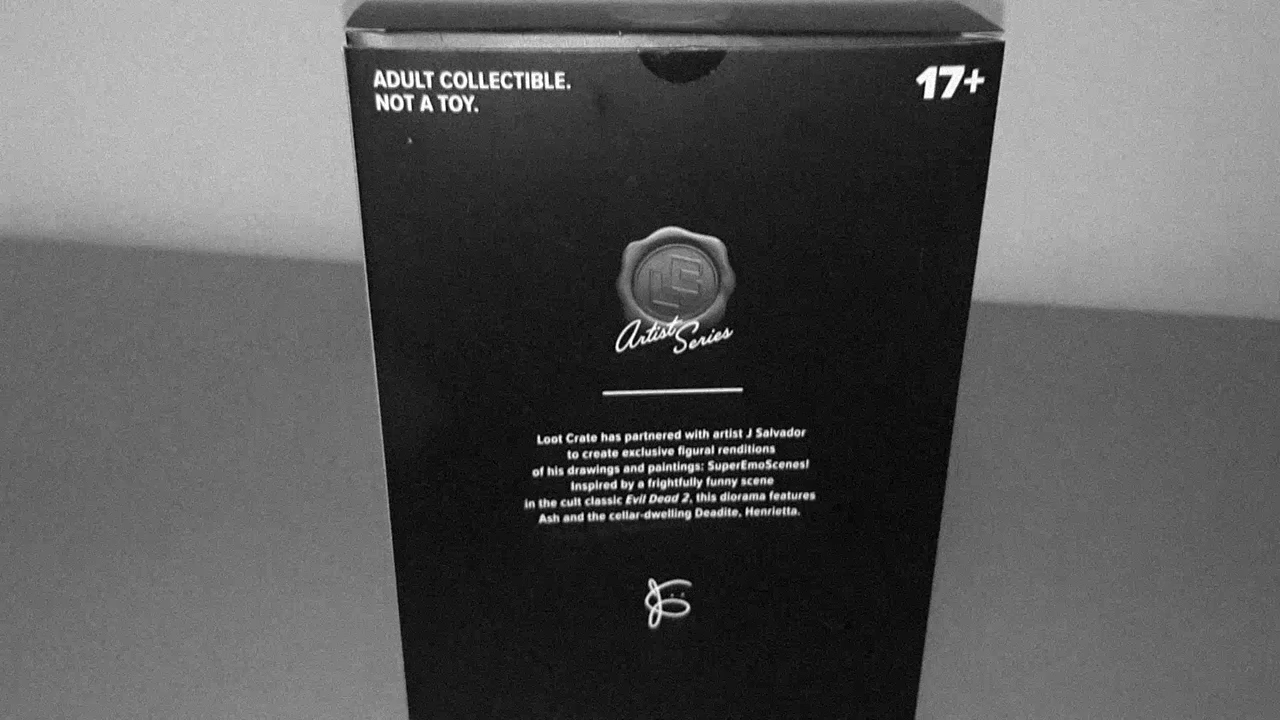 ADULT COLLECTIBLE.
NOT A TOY.
17+
LC
Artist Series
Loot Crate has partnered with artist J Salvador
to create exclusive figural renditions
of his drawings and paintings: SuperEmoScenes!
Inspired by a frightfully funny scene
in the cult classic Evil Dead 2, this diorama features
Ash and the cellar-dwelling Deadite, Henrietta.